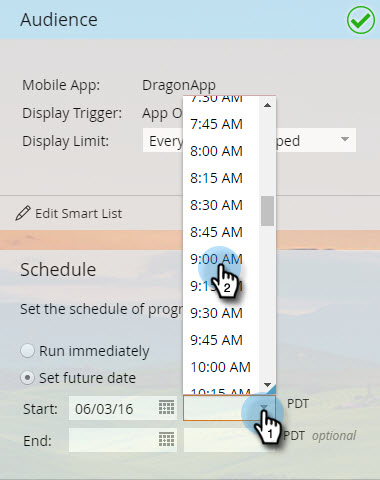 Audience
Mobile App: DragonApp
Display Trigger: App O
Display Limit: Every ped
7:30 AM
7:45 AM
8:00 AM
8:15 AM
8:30 AM
8:45 AM
9:00 AM
9:15
9:30 AM
9:45 AM
10:00 AM
10:15 AM
Edit Smart List
Schedule
Set the schedule of progr
Run immediately
Set future date
Start: 06/03/16 PDT
End: PDT optional
2
1